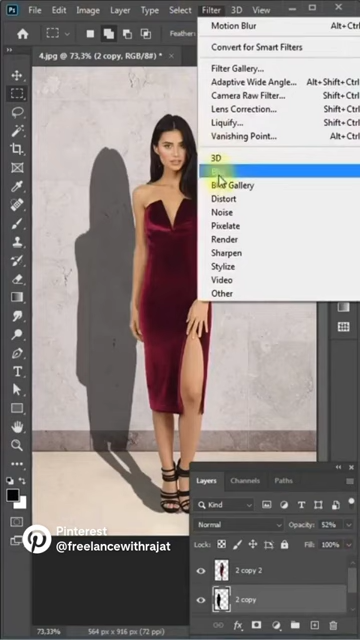 Ps File Edit Image Layer Type Select Filter 3D View
Feather:
4.jpg @ 73,3% (2 copy, RGB/8#) *
Motion Blur Alt+Ctrl
Convert for Smart Filters
Filter Gallery...
Adaptive Wide Angle... Alt+Shift+Ctrl
Camera Raw Filter... Shift+Ctrl
Lens Correction... Shift+Ctrl
Liquify... Shift+Ctrl
Vanishing Point... Alt+Ctrl
3D
Blur Gallery
Distort
Noise
Pixelate
Render
Sharpen
Stylize
Video
Other
Layers Channels Paths
Kind
Normal Opacity: 52%
Lock: Fill: 100%
2 copy 2
2 copy
fx
Pinterest
@freelancewithrajat
73,33% 564 px x 916 px (72 ppi)